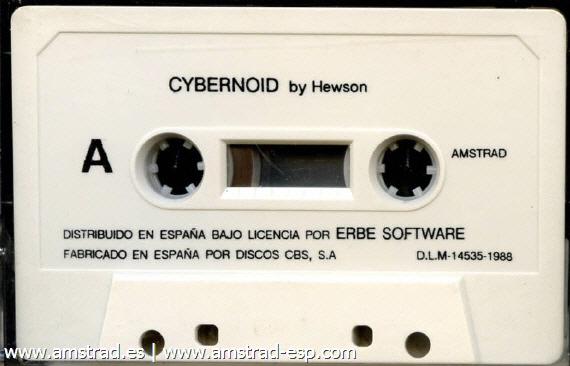 CYBERNOID by Hewson
A
AMSTRAD
DISTRIBUIDO EN ESPAÑA BAJO LICENCIA POR ERBE SOFTWARE
FABRICADO EN ESPAÑA POR DISCOS CBS, S.A D.L.M-14535-1988
www.amstrad.es | www.amstrad-esp.com